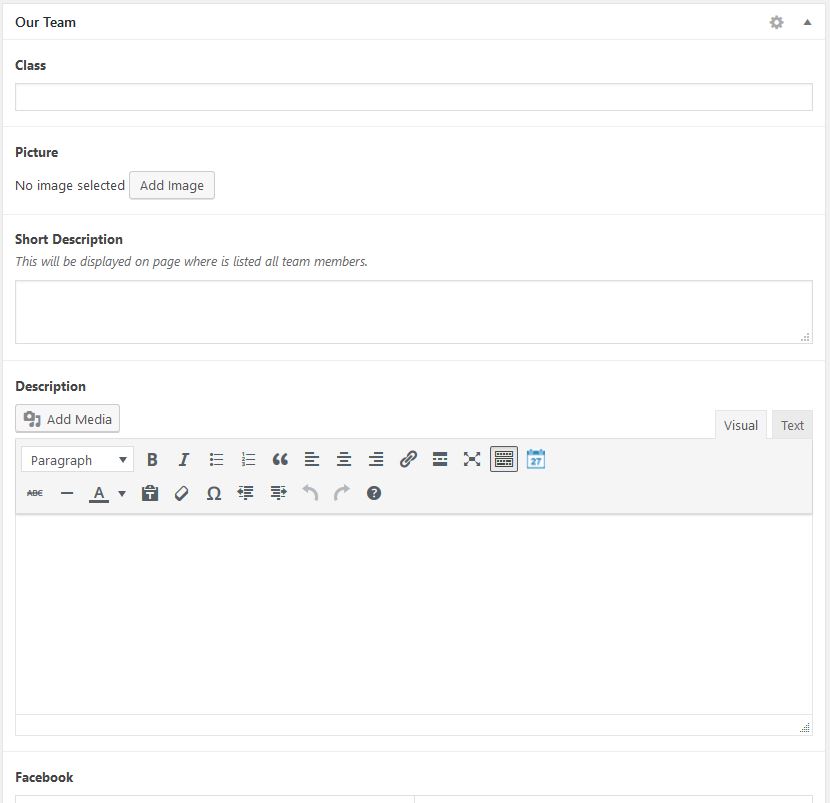 Our Team
Class
Picture
No image selected Add Image
Short Description
This will be displayed on page where is listed all team members.
Description
Add Media
Visual Text
Paragraph B I 27
ABC A T Ω ?
Facebook